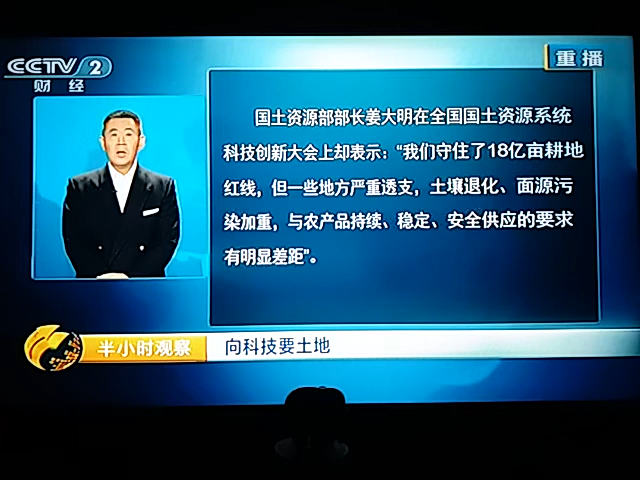 CCTV 2
财经
重播
国土资源部部长姜大明在全国国土资源系统
科技创新大会上却表示：“我们守住了18亿亩耕地
红线，但一些地方严重透支，土壤退化、面源污
染加重，与农产品持续、稳定、安全供应的要求
有明显差距”。
半小时观察
向科技要土地